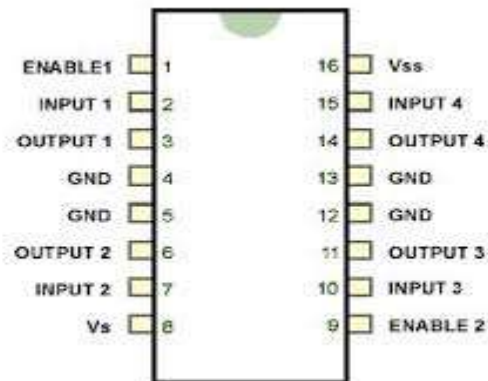 ENABLE1 1 16 Vss
INPUT 1 2 15 INPUT 4
OUTPUT 1 3 14 OUTPUT 4
GND 4 13 GND
GND 5 12 GND
OUTPUT 2 6 11 OUTPUT 3
INPUT 2 7 10 INPUT 3
Vs 8 9 ENABLE 2